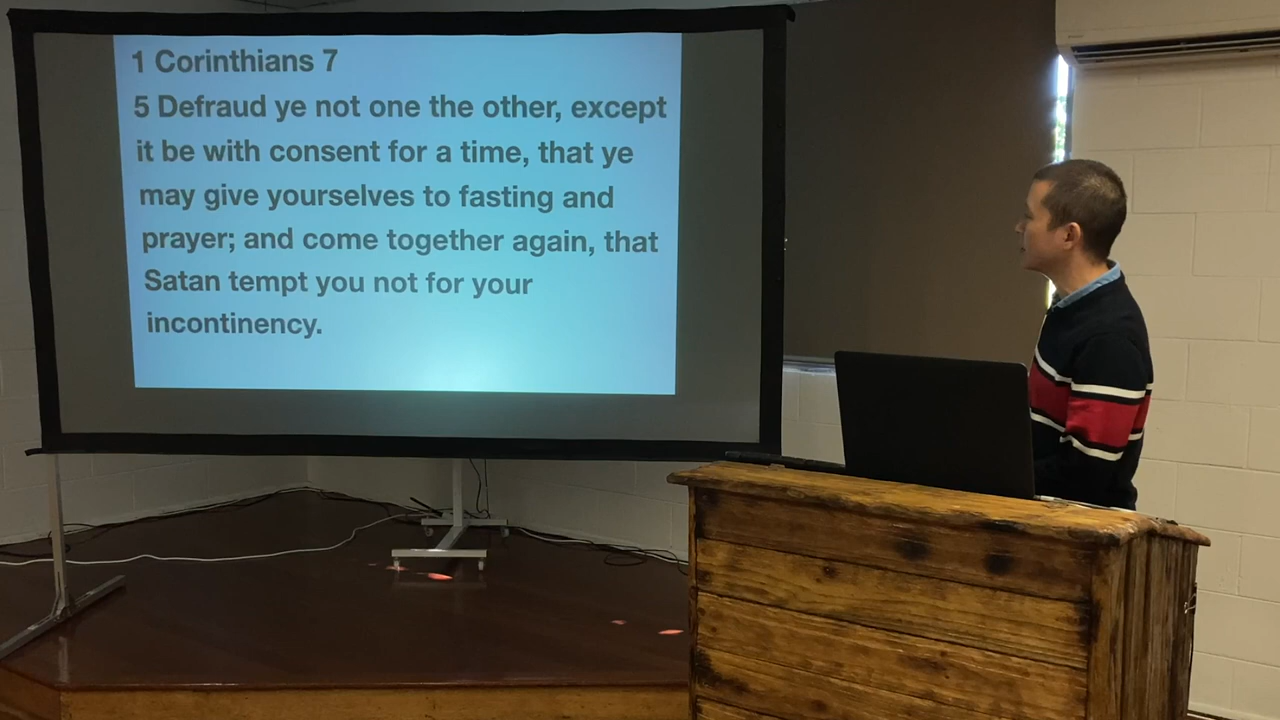 1 Corinthians 7
5 Defraud ye not one the other, except
it be with consent for a time, that ye
may give yourselves to fasting and
prayer; and come together again, that
Satan tempt you not for your
incontinency.